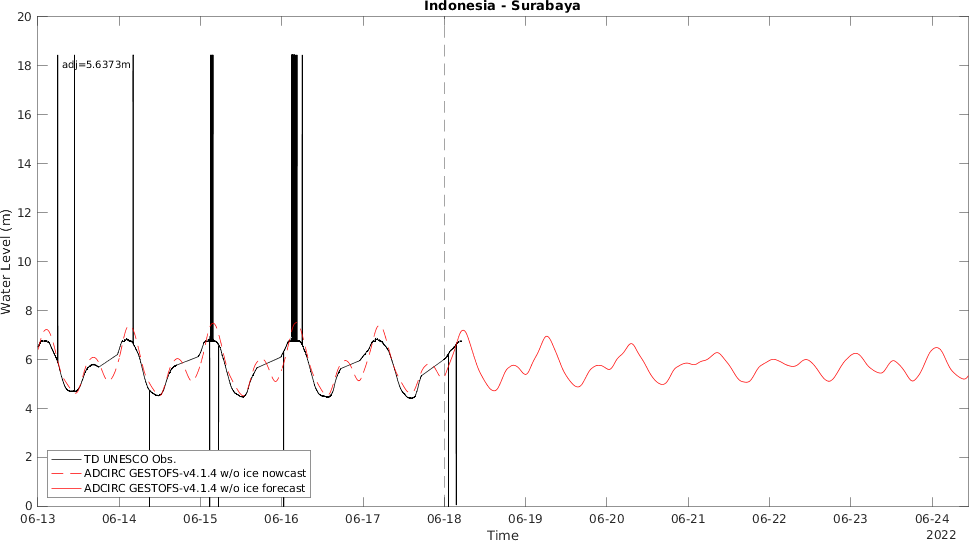 Indonesia - Surabaya
20
18
16
14
12
10
8
6
4
2
0
Water Level (m)
adj=5.6373m
TD UNESCO Obs.
ADCIRC GESTOFS-v4.1.4 w/o ice nowcast
ADCIRC GESTOFS-v4.1.4 w/o ice forecast
06-13 06-14 06-15 06-16 06-17 06-18 06-19 06-20 06-21 06-22 06-23 06-24
Time
2022